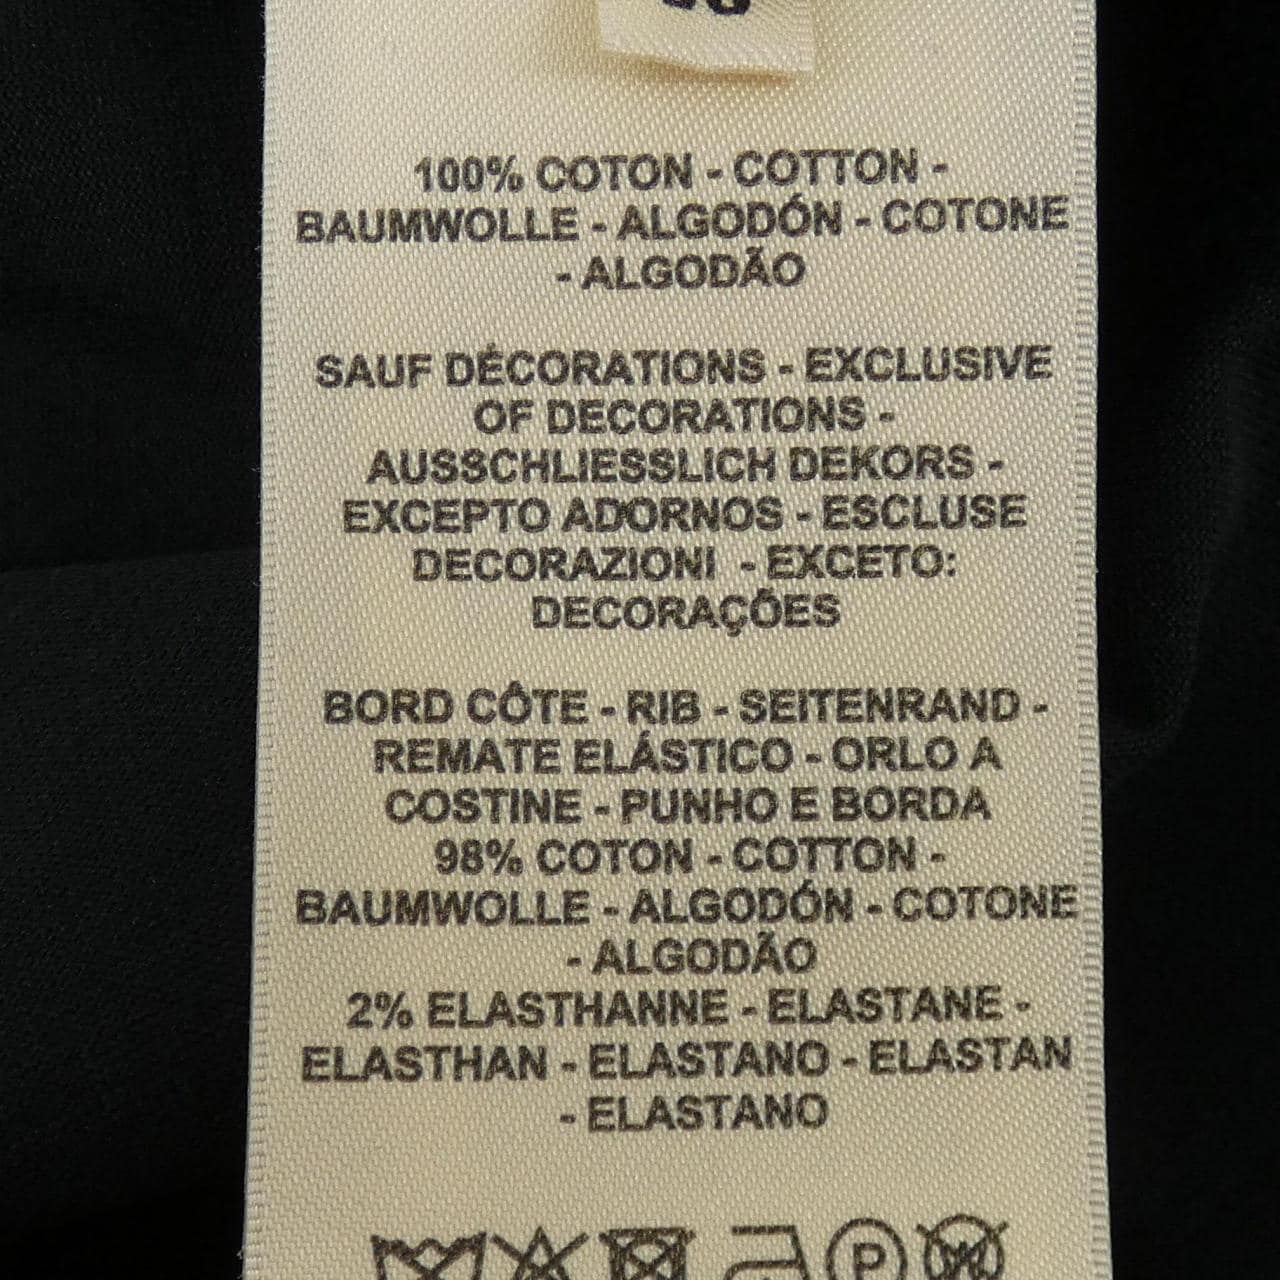 100% COTON - COTTON -
BAUMWOLLE - ALGODÓN - COTONE
- ALGODÃO
SAUF DÉCORATIONS - EXCLUSIVE
OF DECORATIONS -
AUSSCHLIESSLICH DEKORS -
EXCEPTO ADORNOS - ESCLUSE
DECORAZIONI - EXCETO:
DECORAÇÕES
BORD CÔTE - RIB - SEITENRAND -
REMATE ELÁSTICO - ORLO A
COSTINE - PUNHO E BORDA
98% COTON - COTTON -
BAUMWOLLE - ALGODÓN - COTONE
- ALGODÃO
2% ELASTHANNE - ELASTANE -
ELASTHAN - ELASTANO - ELASTAN
- ELASTANO
P W